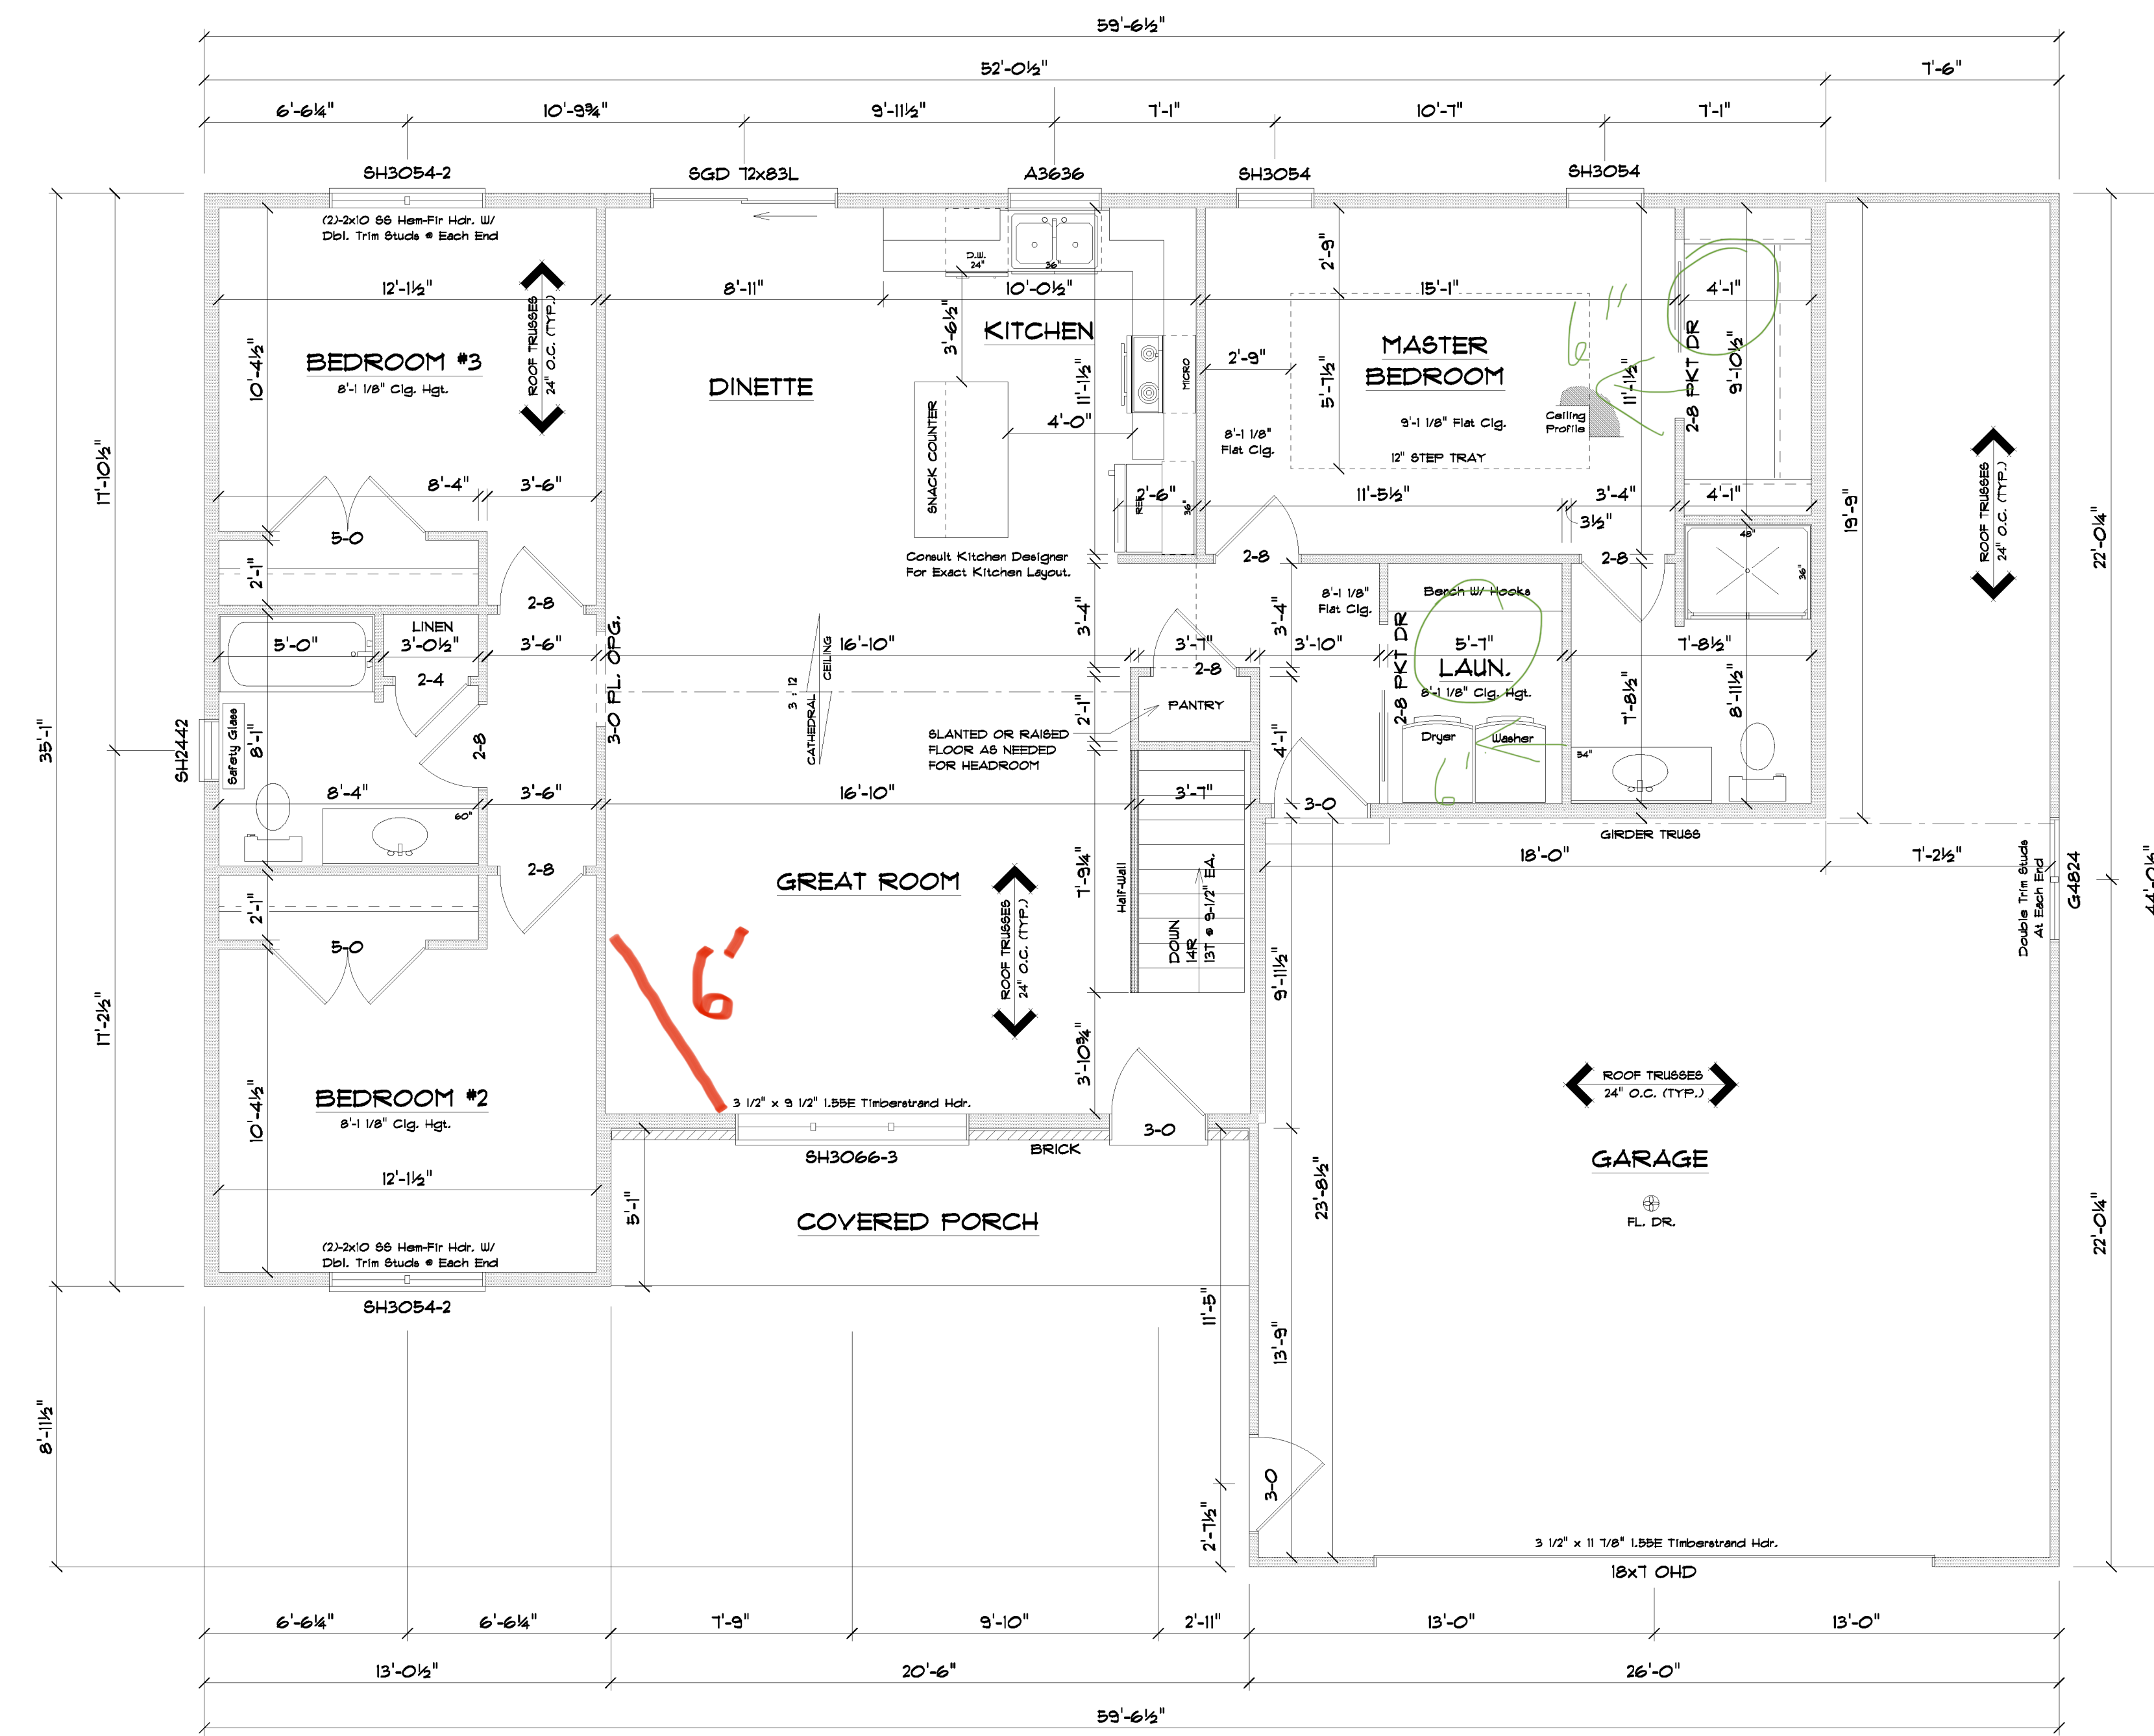 59'-6½"
52'-0½"
7'-6"
6'-6¼"
10'-9¾"
9'-11½"
7'-1"
10'-7"
7'-1"
SH3054-2
SGD 72x83L
A3636
SH3054
SH3054
(2)-2x10 SS Hem-Fir Hdr. W/
Dbl. Trim Studs @ Each End
D.W.
24"
36"
12'-1½"
8'-11"
10'-0½"
15'-1"
4'-1"
2'-9"
6"
ROOF TRUSSES
24" O.C. (TYP.)
3'-6½"
KITCHEN
10'-4½"
BEDROOM #3
8'-1 1/8" Clg. Hgt.
DINETTE
11'-1½"
MICRO
2'-9"
5'-7½"
MASTER
BEDROOM
9'-1 1/8" Flat Clg.
12" STEP TRAY
Ceiling
Profile
11'-1½"
2-8 PKT DR
9'-10½"
SNACK COUNTER
4'-0"
8'-1 1/8"
Flat Clg.
17'-10½"
8'-4"
3'-6"
2'-6"
REF.
36"
11'-5½"
3'-4"
4'-1"
3½"
19'-9"
ROOF TRUSSES
24" O.C. (TYP.)
22'-0¼"
5-0
Consult Kitchen Designer
For Exact Kitchen Layout.
2-8
2-8
48"
36"
2'-1"
2-8
8'-1 1/8"
Flat Clg.
Bench W/ Hooks
LINEN
5'-0"
3'-0½"
3'-6"
3-0 PL. OPG.
16'-10"
3'-4"
3'-7"
3'-4"
3'-10"
2-8 PKT DR
5'-7"
LAUN.
8'-1 1/8" Clg. Hgt.
7'-8½"
2-4
2-8
3 : 12
CATHEDRAL
CEILING
2-8
PANTRY
2'-1"
SLANTED OR RAISED
FLOOR AS NEEDED
FOR HEADROOM
4'-1"
Dryer
Washer
6"
7'-8½"
8'-11½"
54"
35'-1"
SH2442
Safety Glass
8'-1"
8'-4"
3'-6"
16'-10"
3'-7"
3-0
60"
GIRDER TRUSS
18'-0"
7'-2½"
Double Trim Studs
At Each End
G4824
44'-0½"
2-8
GREAT ROOM
Half-Wall
7'-9¼"
2'-1"
5-0
6'
ROOF TRUSSES
24" O.C. (TYP.)
DOWN
14R
13T @ 9-1/2" EA.
9'-11½"
17'-2½"
3'-10¾"
10'-4½"
BEDROOM #2
8'-1 1/8" Clg. Hgt.
3 1/2" x 9 1/2" 1.55E Timberstrand Hdr.
ROOF TRUSSES
24" O.C. (TYP.)
3-0
BRICK
SH3066-3
GARAGE
12'-1½"
5'-1"
COVERED PORCH
23'-8½"
FL. DR.
22'-0¼"
(2)-2x10 SS Hem-Fir Hdr. W/
Dbl. Trim Studs @ Each End
SH3054-2
11'-5"
13'-9"
8'-11½"
3-0
2'-7½"
3 1/2" x 11 7/8" 1.55E Timberstrand Hdr.
18x7 OHD
6'-6¼"
6'-6¼"
7'-9"
9'-10"
2'-11"
13'-0"
13'-0"
13'-0½"
20'-6"
26'-0"
59'-6½"